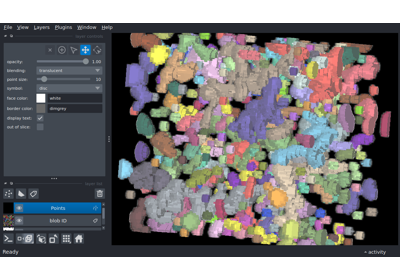 File View Layers Plugins Window Help
opacity: 1.00
blending: translucent
point size: 10
symbol: disc
face color: white
border color: dimgrey
display text:
out of slice:
Points
blob ID
Ready
activity